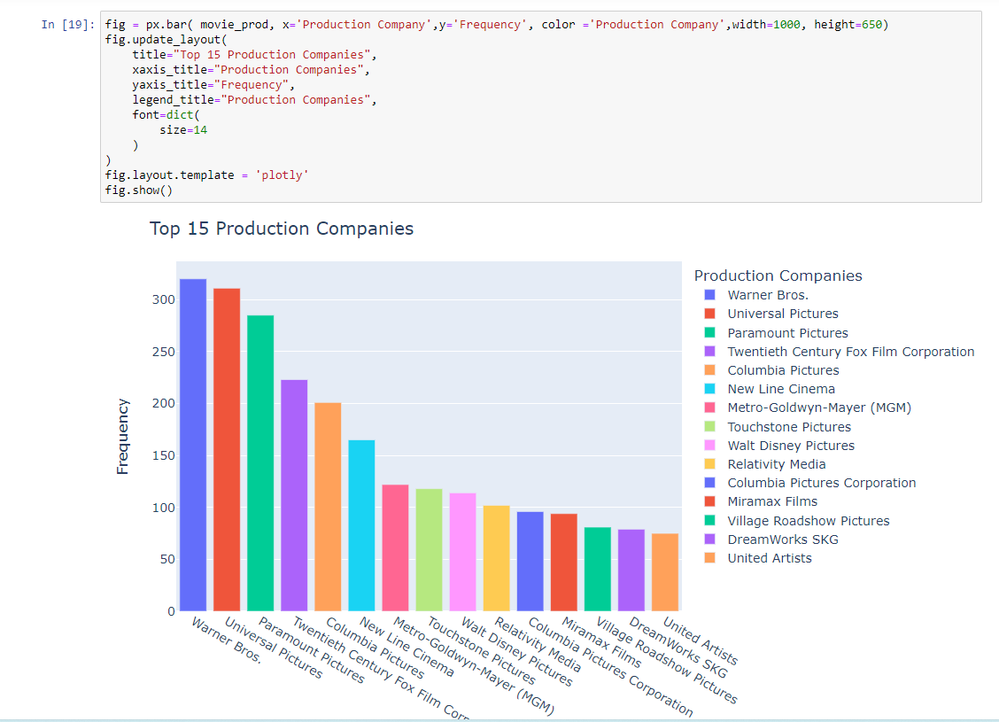 In [19]: fig = px.bar( movie_prod, x='Production Company',y='Frequency', color ='Production Company',width=1000, height=650)
fig.update_layout(
    title="Top 15 Production Companies",
    xaxis_title="Production Companies",
    yaxis_title="Frequency",
    legend_title="Production Companies",
    font=dict(
        size=14
    )
)
fig.layout.template = 'plotly'
fig.show()
Top 15 Production Companies
Frequency
300
250
200
150
100
50
0
Warner Bros.
Universal Pictures
Paramount Pictures
Twentieth Century Fox Film Corp
Columbia Pictures
New Line Cinema
Metro-Goldwyn-Mayer (MGM)
Touchstone Pictures
Walt Disney Pictures
Relativity Media
Columbia Pictures Corporation
Miramax Films
Village Roadshow Pictures
DreamWorks SKG
United Artists
Production Companies
Warner Bros.
Universal Pictures
Paramount Pictures
Twentieth Century Fox Film Corporation
Columbia Pictures
New Line Cinema
Metro-Goldwyn-Mayer (MGM)
Touchstone Pictures
Walt Disney Pictures
Relativity Media
Columbia Pictures Corporation
Miramax Films
Village Roadshow Pictures
DreamWorks SKG
United Artists